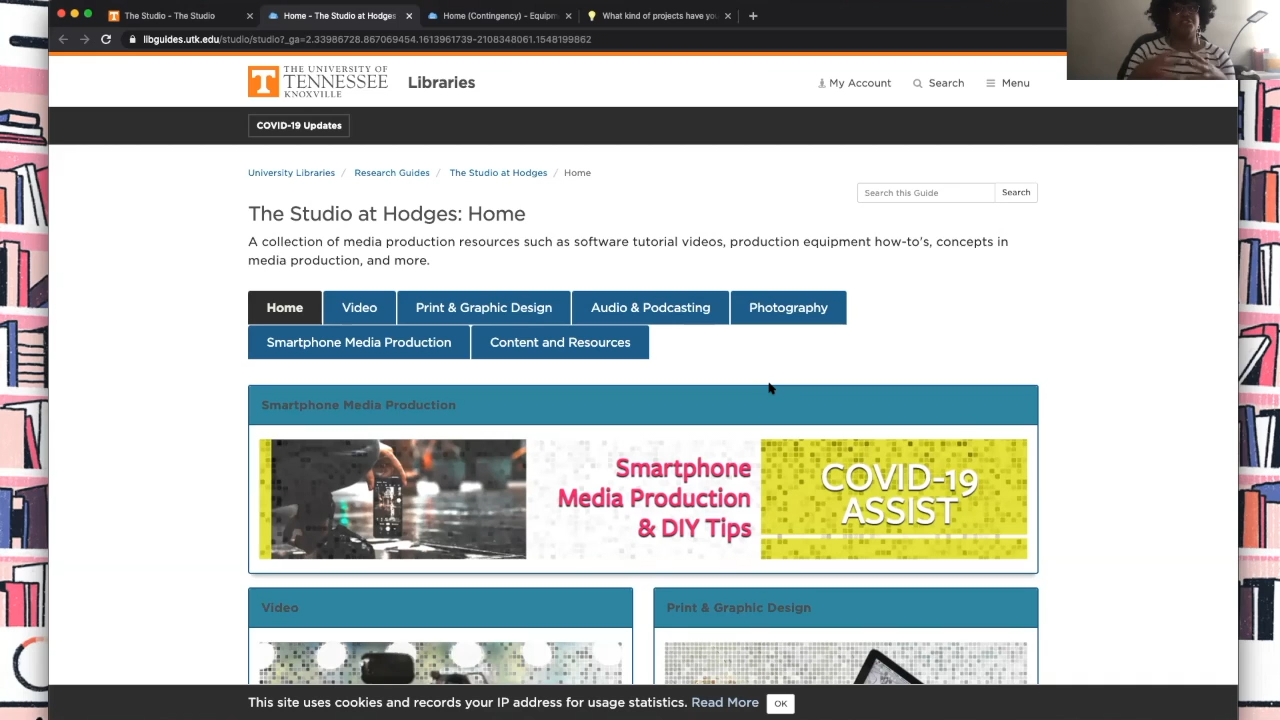 The Studio - The Studio
Home - The Studio at Hodges
Home (Contingency) - Equipm
What kind of projects have you
libguides.utk.edu/studio/studio?_ga=2.33986728.867069454.1613961739-2108348061.1548199862
THE UNIVERSITY OF
TENNESSEE
KNOXVILLE
Libraries
My Account
Search
Menu
COVID-19 Updates
University Libraries / Research Guides / The Studio at Hodges / Home
Search this Guide
Search
The Studio at Hodges: Home
A collection of media production resources such as software tutorial videos, production equipment how-to's, concepts in
media production, and more.
Home
Video
Print & Graphic Design
Audio & Podcasting
Photography
Smartphone Media Production
Content and Resources
Smartphone Media Production
Smartphone
Media Production
& DIY Tips
COVID-19
ASSIST
Video
Print & Graphic Design
This site uses cookies and records your IP address for usage statistics. Read More
OK